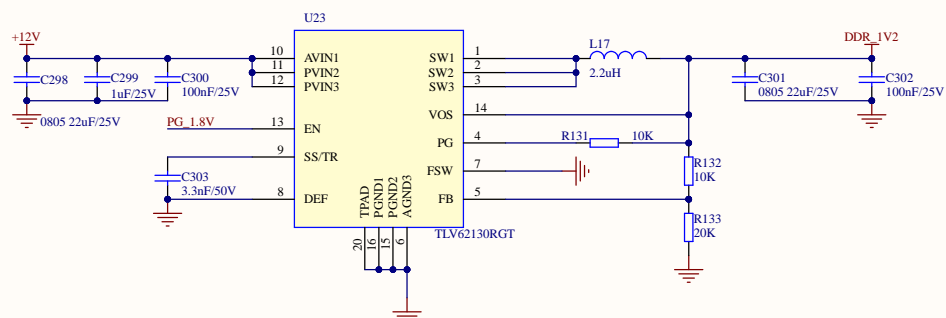 U23
+12V
C298
0805 22uF/25V
C299
1uF/25V
C300
100nF/25V
PG_1.8V
C303
3.3nF/50V
10
11
12
13
9
8
AVIN1
PVIN2
PVIN3
EN
SS/TR
DEF
TPAD
PGND1
PGND2
AGND3
20
16
15
6
SW1
SW2
SW3
VOS
PG
FSW
FB
1
2
3
14
4
7
5
TLV62130RGT
L17
2.2uH
R131
10K
R132
10K
R133
20K
DDR_1V2
C301
0805 22uF/25V
C302
100nF/25V